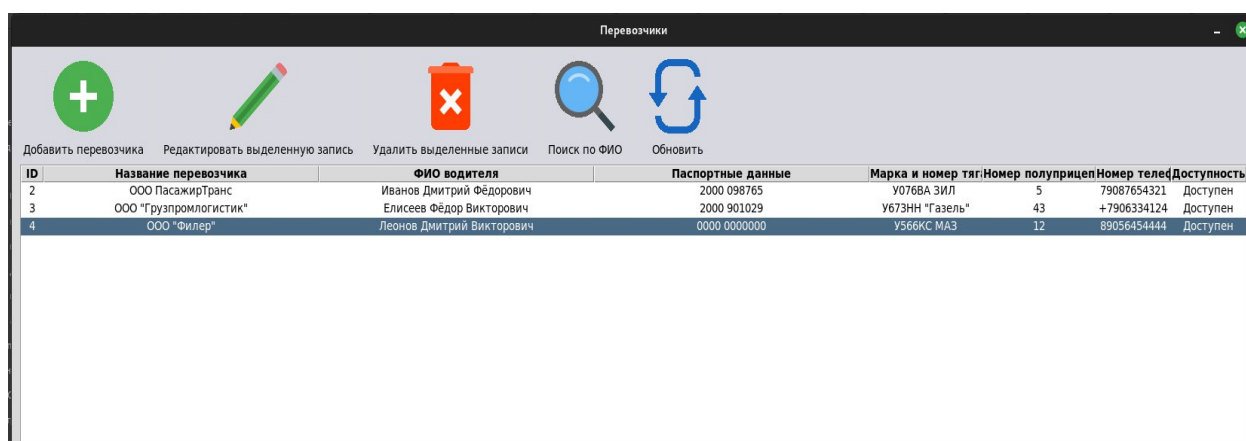 Перевозчики
Добавить перевозчика Редактировать выделенную запись Удалить выделенные записи Поиск по ФИО Обновить
ID Название перевозчика ФИО водителя Паспортные данные Марка и номер тяга Номер полуприцеп Номер телеф Доступность
2 ООО ПасажирТранс Иванов Дмитрий Фёдорович 2000 098765 У076ВА ЗИЛ 5 79087654321 Доступен
3 ООО "Грузпромлогистик" Елисеев Фёдор Викторович 2000 901029 У673НН "Газель" 43 +7906334124 Доступен
4 ООО "Филер" Леонов Дмитрий Викторович 0000 0000000 У566КС МАЗ 12 89056454444 Доступен